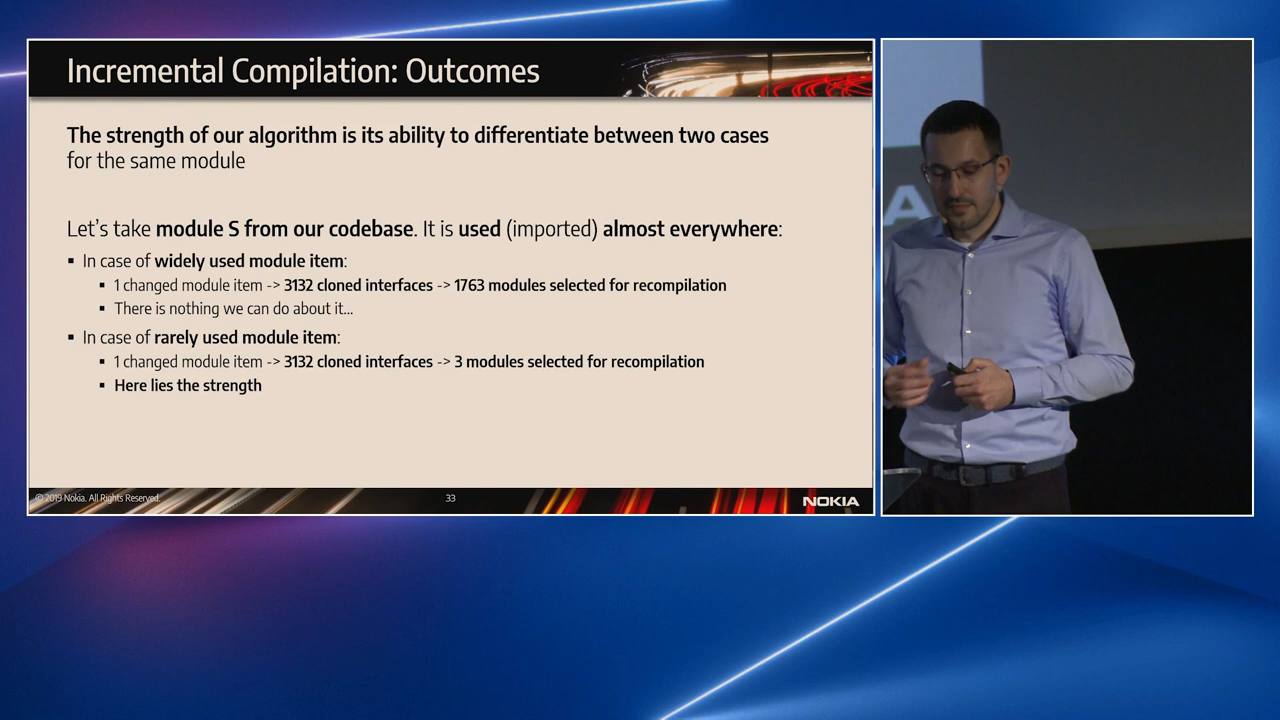 Incremental Compilation: Outcomes
The strength of our algorithm is its ability to differentiate between two cases
for the same module
Let's take module S from our codebase. It is used (imported) almost everywhere:
▪ In case of widely used module item:
▪ 1 changed module item -> 3132 cloned interfaces -> 1763 modules selected for recompilation
▪ There is nothing we can do about it...
▪ In case of rarely used module item:
▪ 1 changed module item -> 3132 cloned interfaces -> 3 modules selected for recompilation
▪ Here lies the strength
© 2019 Nokia. All Rights Reserved.
33
NOKIA
A